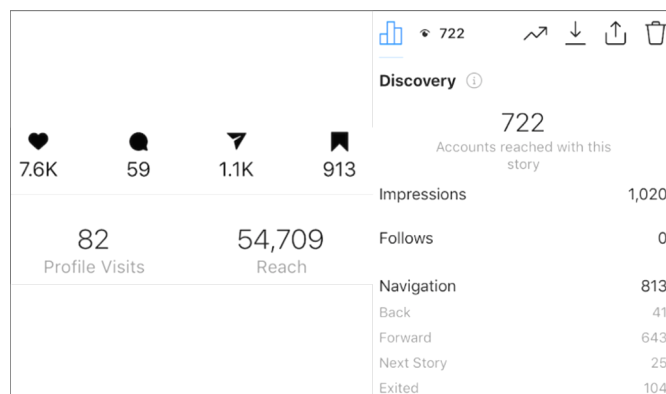 7.6K 59 1.1K 913
82 54,709
Profile Visits Reach
722
Discovery
722
Accounts reached with this
story
Impressions 1,020
Follows 0
Navigation 813
Back 41
Forward 643
Next Story 25
Exited 104